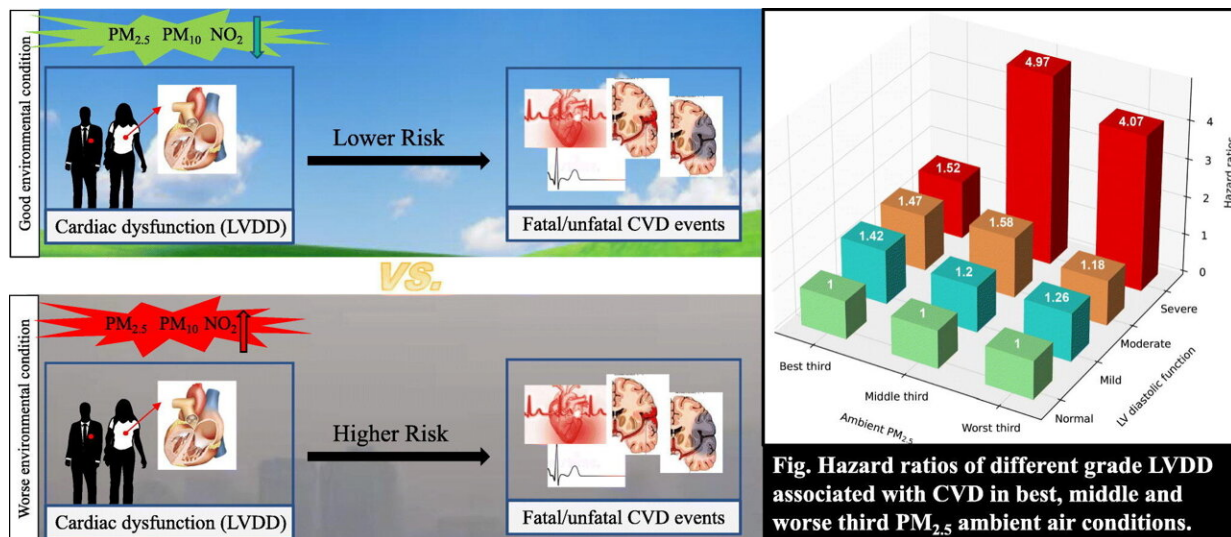 Good environmental condition
PM2.5 PM10 NO2
Cardiac dysfunction (LVDD)
Lower Risk
Fatal/unfatal CVD events
VS.
Worse environmental condition
PM2.5 PM10 NO2
Cardiac dysfunction (LVDD)
Higher Risk
Fatal/unfatal CVD events
4.97
4.07
1.52
1.47
1.58
1.18
1.42
1.2
1.26
1
1
1
4
3
2
1
0
Hazard ratios
Best third
Middle third
Worst third
Ambient PM2.5
Normal
Mild
Moderate
Severe
LV diastolic function
Fig. Hazard ratios of different grade LVDD
associated with CVD in best, middle and
worse third PM2.5 ambient air conditions.